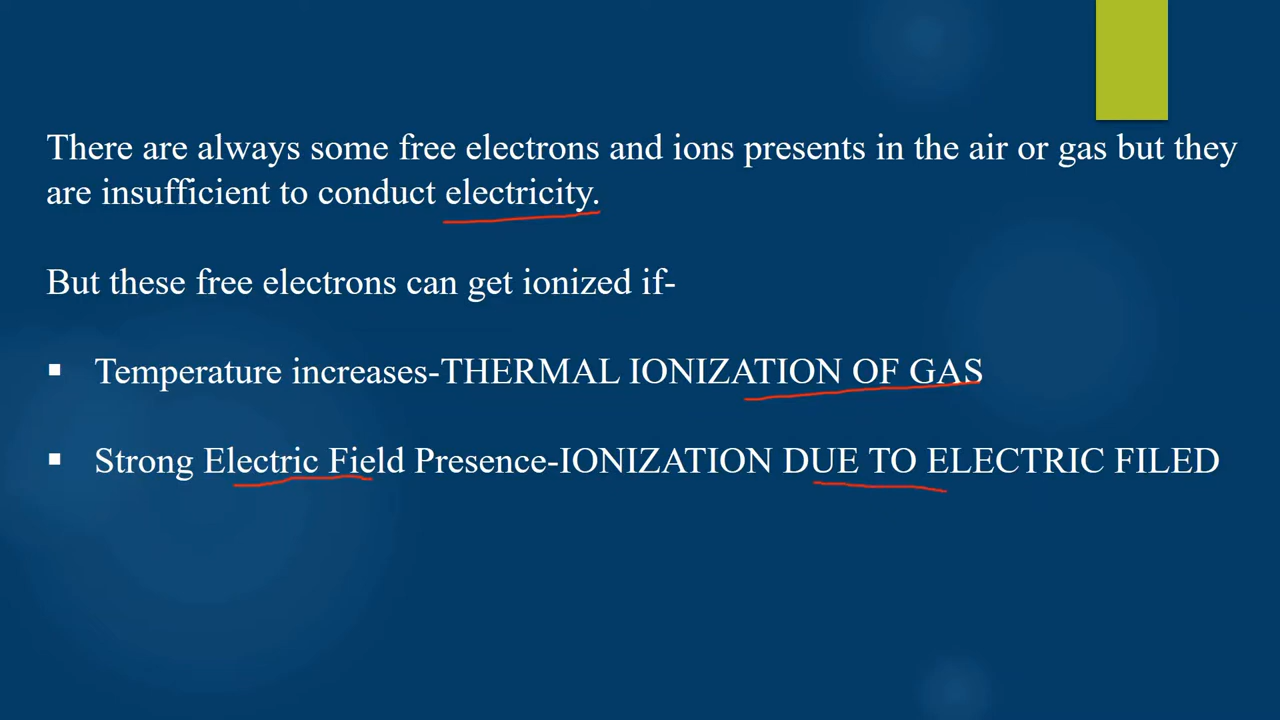 There are always some free electrons and ions presents in the air or gas but they
are insufficient to conduct electricity.
But these free electrons can get ionized if-
▪ Temperature increases-THERMAL IONIZATION OF GAS
▪ Strong Electric Field Presence-IONIZATION DUE TO ELECTRIC FILED